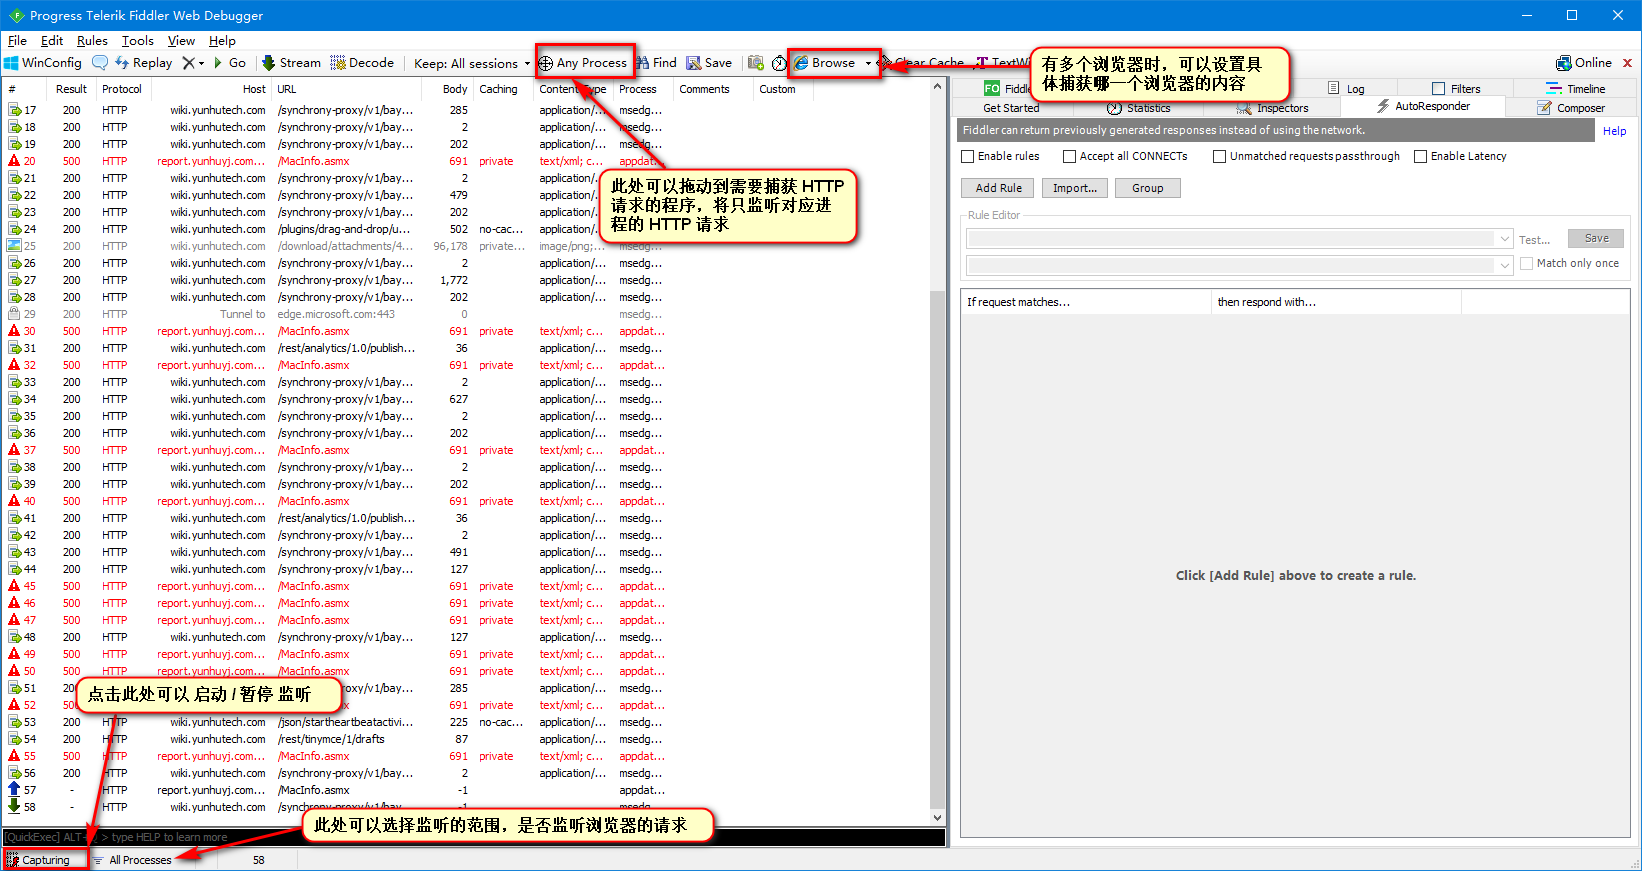 Progress Telerik Fiddler Web Debugger
File Edit Rules Tools View Help
WinConfig Replay Go Stream Decode Keep: All sessions Any Process Find Save Browse Clear Cache Online
有多个浏览器时，可以设置具
体捕获哪一个浏览器的内容
# Result Protocol Host URL Body Caching Content-Type Process Comments Custom
17 200 HTTP wiki.yunhutech.com /synchrony-proxy/v1/bay... 285 application/... msedg...
18 200 HTTP wiki.yunhutech.com /synchrony-proxy/v1/bay... 2 application/... msedg...
19 200 HTTP wiki.yunhutech.com /synchrony-proxy/v1/bay... 202 application/... msedg...
20 500 HTTP report.yunhuyj.com... /MacInfo.asmx 691 private text/xml; c... appdat...
21 200 HTTP wiki.yunhutech.com /synchrony-proxy/v1/bay... 2 application/...
22 200 HTTP wiki.yunhutech.com /synchrony-proxy/v1/bay... 479 application/...
23 200 HTTP wiki.yunhutech.com /synchrony-proxy/v1/bay... 202 application/...
24 200 HTTP wiki.yunhutech.com /plugins/drag-and-drop/u... 502 no-cac... application/...
25 200 HTTP wiki.yunhutech.com /download/attachments/4... 96,178 private... image/png;... msedg...
26 200 HTTP wiki.yunhutech.com /synchrony-proxy/v1/bay... 2 application/... msedg...
27 200 HTTP wiki.yunhutech.com /synchrony-proxy/v1/bay... 1,772 application/... msedg...
28 200 HTTP wiki.yunhutech.com /synchrony-proxy/v1/bay... 202 application/... msedg...
29 200 HTTP Tunnel to edge.microsoft.com:443 0 msedg...
30 500 HTTP report.yunhuyj.com... /MacInfo.asmx 691 private text/xml; c... appdat...
31 200 HTTP wiki.yunhutech.com /rest/analytics/1.0/publish... 36 application/... msedg...
32 500 HTTP report.yunhuyj.com... /MacInfo.asmx 691 private text/xml; c... appdat...
33 200 HTTP wiki.yunhutech.com /synchrony-proxy/v1/bay... 2 application/... msedg...
34 200 HTTP wiki.yunhutech.com /synchrony-proxy/v1/bay... 627 application/... msedg...
35 200 HTTP wiki.yunhutech.com /synchrony-proxy/v1/bay... 2 application/... msedg...
36 200 HTTP wiki.yunhutech.com /synchrony-proxy/v1/bay... 202 application/... msedg...
37 500 HTTP report.yunhuyj.com... /MacInfo.asmx 691 private text/xml; c... appdat...
38 200 HTTP wiki.yunhutech.com /synchrony-proxy/v1/bay... 2 application/... msedg...
39 200 HTTP wiki.yunhutech.com /synchrony-proxy/v1/bay... 202 application/... msedg...
40 500 HTTP report.yunhuyj.com... /MacInfo.asmx 691 private text/xml; c... appdat...
41 200 HTTP wiki.yunhutech.com /rest/analytics/1.0/publish... 36 application/... msedg...
42 200 HTTP wiki.yunhutech.com /synchrony-proxy/v1/bay... 2 application/... msedg...
43 200 HTTP wiki.yunhutech.com /synchrony-proxy/v1/bay... 491 application/... msedg...
44 200 HTTP wiki.yunhutech.com /synchrony-proxy/v1/bay... 127 application/... msedg...
45 500 HTTP report.yunhuyj.com... /MacInfo.asmx 691 private text/xml; c... appdat...
46 500 HTTP report.yunhuyj.com... /MacInfo.asmx 691 private text/xml; c... appdat...
47 500 HTTP report.yunhuyj.com... /MacInfo.asmx 691 private text/xml; c... appdat...
48 200 HTTP wiki.yunhutech.com /synchrony-proxy/v1/bay... 127 application/... msedg...
49 500 HTTP report.yunhuyj.com... /MacInfo.asmx 691 private text/xml; c... appdat...
50 500 HTTP report.yunhuyj.com... /MacInfo.asmx 691 private text/xml; c... appdat...
51 y-proxy/v1/bay... 285 application/... msedg...
52 .asmx 691 private text/xml; c... appdat...
53 200 HTTP wiki.yunhutech.com /json/startheartbeatactivi... 225 no-cac... application/... msedg...
54 200 HTTP wiki.yunhutech.com /rest/tinymce/1/drafts 87 application/... msedg...
55 500 HTTP report.yunhuyj.com... /MacInfo.asmx 691 private text/xml; c... appdat...
56 200 HTTP wiki.yunhutech.com /synchrony-proxy/v1/bay... 2 application/... msedg...
57 - HTTP report.yunhuyj.com... /MacInfo.asmx -1 appdat...
58 - HTTP wiki.yunhutech.com /synchrony-proxy/v1/bay -1 msedg
此处可以拖动到需要捕获 HTTP
请求的程序，将只监听对应进
程的 HTTP 请求
点击此处可以 启动 / 暂停 监听
此处可以选择监听的范围，是否监听浏览器的请求
[QuickExec] ALT+ > type HELP to learn more
Capturing All Processes 58
Log Filters Timeline
Get Started Statistics Inspectors AutoResponder Composer
Fiddler can return previously generated responses instead of using the network. Help
Enable rules Accept all CONNECTs Unmatched requests passthrough Enable Latency
Add Rule Import... Group
Rule Editor
Test... Save
Match only once
If request matches... then respond with...
Click [Add Rule] above to create a rule.